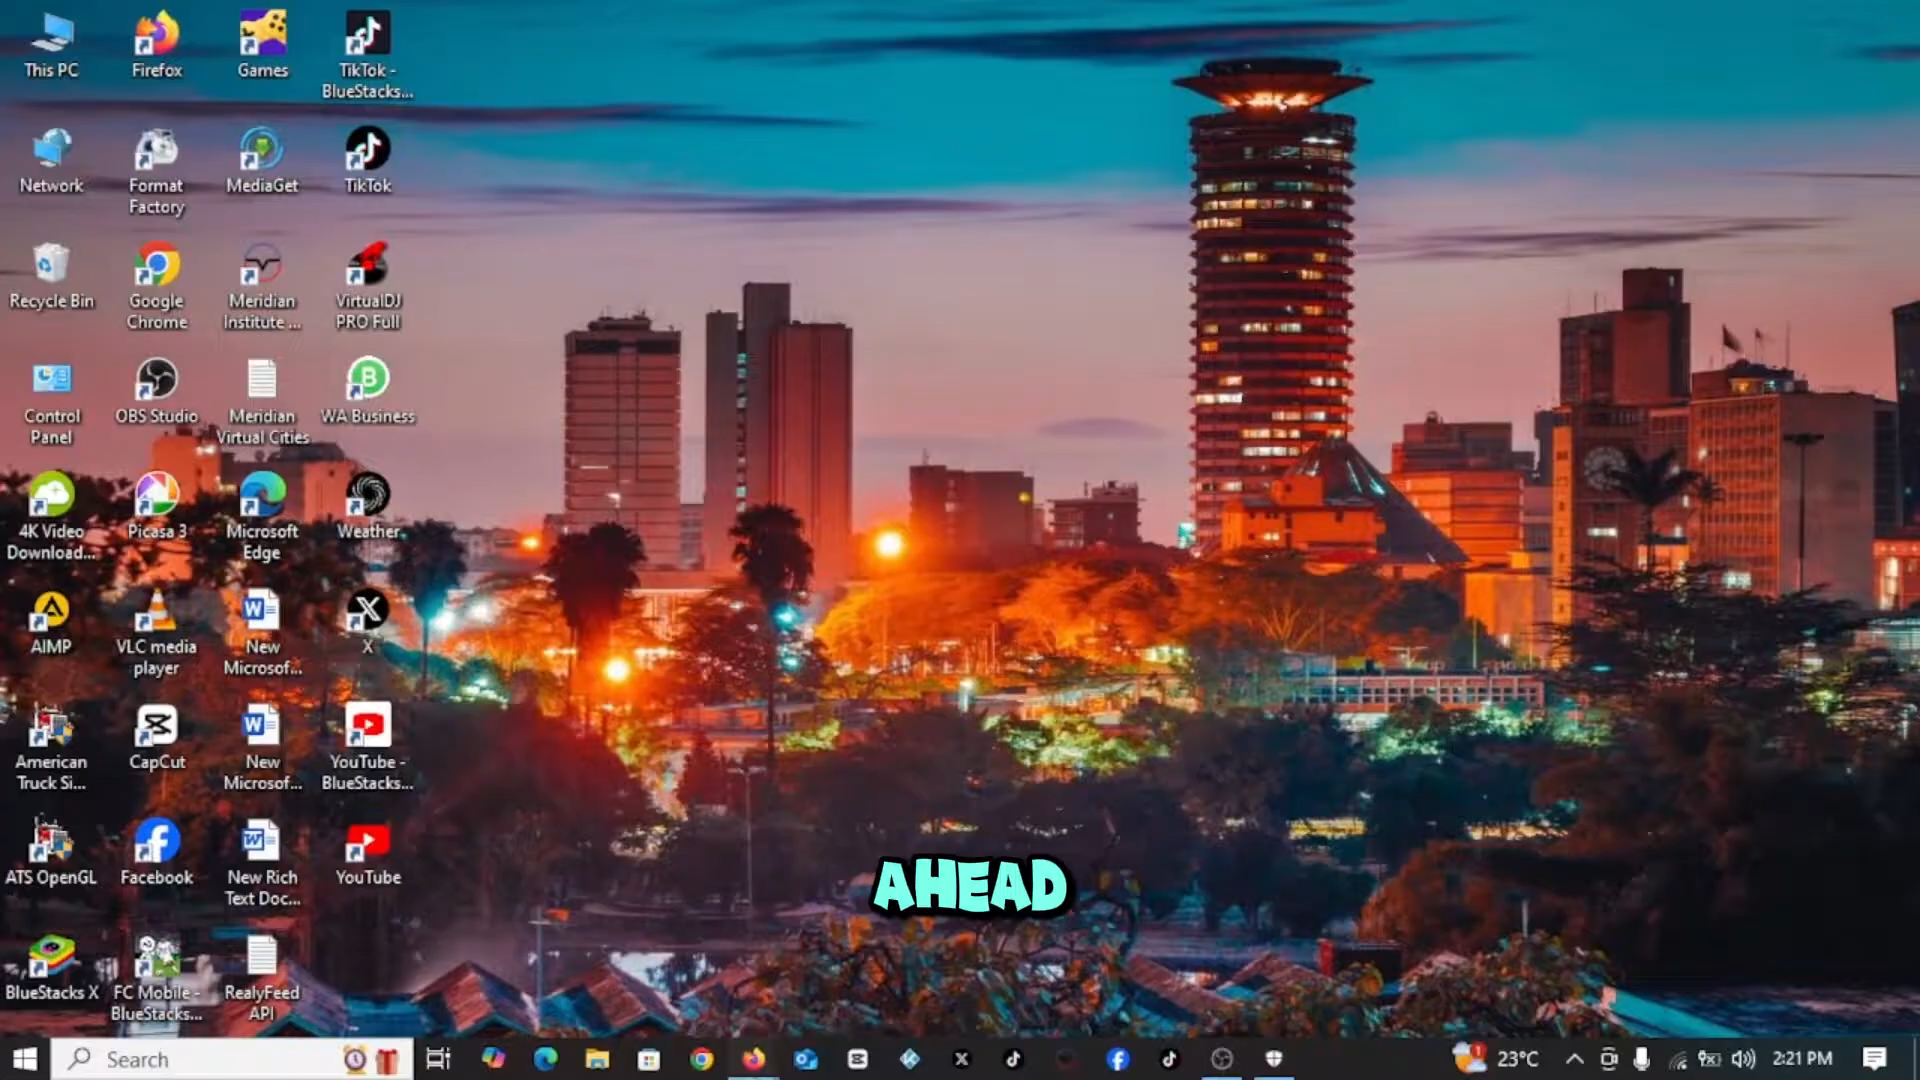 This PC
Firefox
Games
TikTok -
BlueStacks...
Network
Format
Factory
MediaGet
TikTok
Recycle Bin
Google
Chrome
Meridian
Institute ...
VirtualDJ
PRO Full
Control
Panel
OBS Studio
Meridian
Virtual Cities
WA Business
4K Video
Download...
Picasa 3
Microsoft
Edge
Weather
AIMP
VLC media
player
New
Microsof...
X
American
Truck Si...
CapCut
New
Microsof...
YouTube -
BlueStacks...
ATS OpenGL
Facebook
New Rich
Text Doc...
YouTube
AHEAD
BlueStacks X
FC Mobile -
BlueStacks...
RealyFeed
API
Search
23°C
2:21 PM